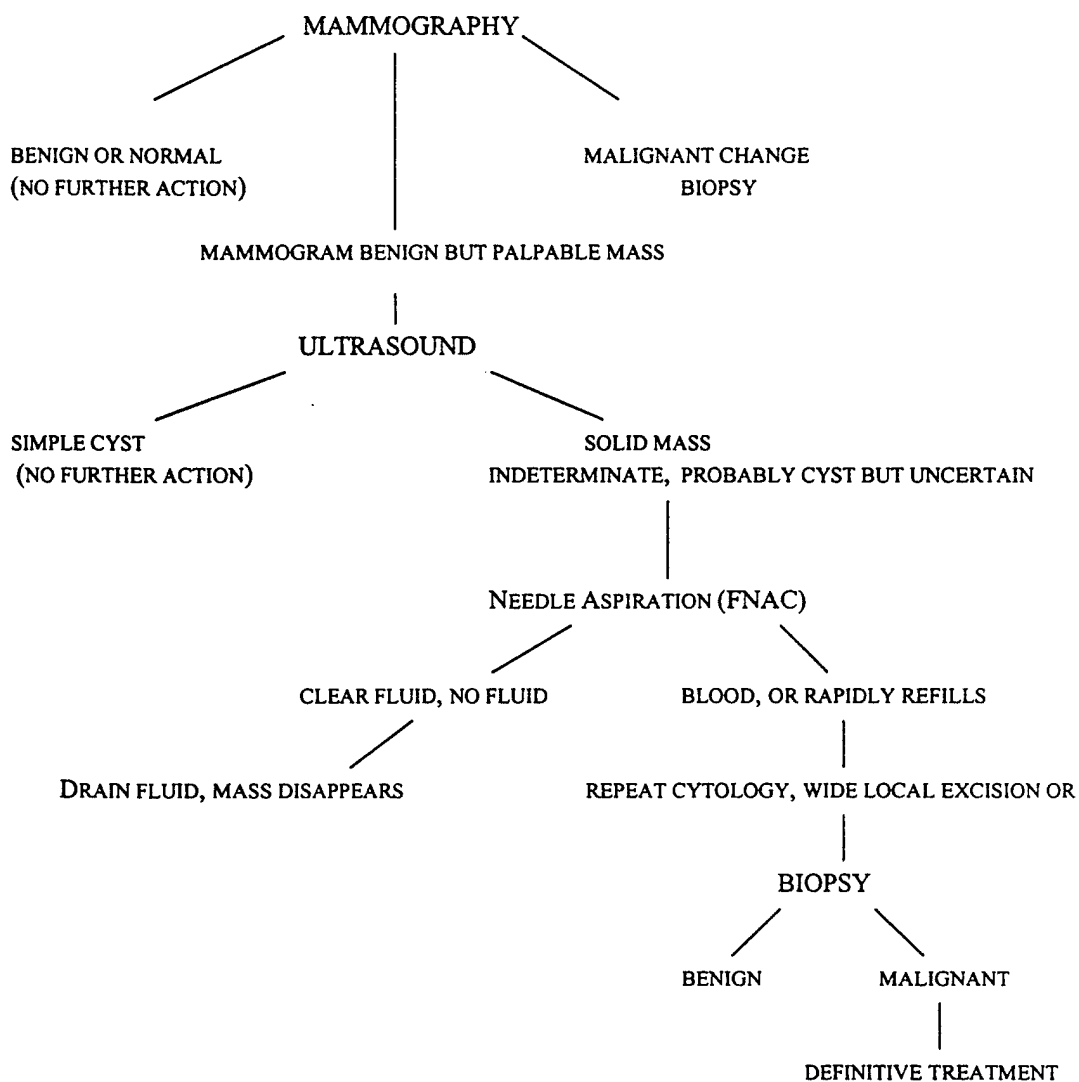 MAMMOGRAPHY
BENIGN OR NORMAL
(NO FURTHER ACTION)
MALIGNANT CHANGE
BIOPSY
MAMMOGRAM BENIGN BUT PALPABLE MASS
ULTRASOUND
SIMPLE CYST
(NO FURTHER ACTION)
SOLID MASS
INDETERMINATE, PROBABLY CYST BUT UNCERTAIN
NEEDLE ASPIRATION (FNAC)
CLEAR FLUID, NO FLUID
BLOOD, OR RAPIDLY REFILLS
DRAIN FLUID, MASS DISAPPEARS
REPEAT CYTOLOGY, WIDE LOCAL EXCISION OR
BIOPSY
BENIGN
MALIGNANT
DEFINITIVE TREATMENT